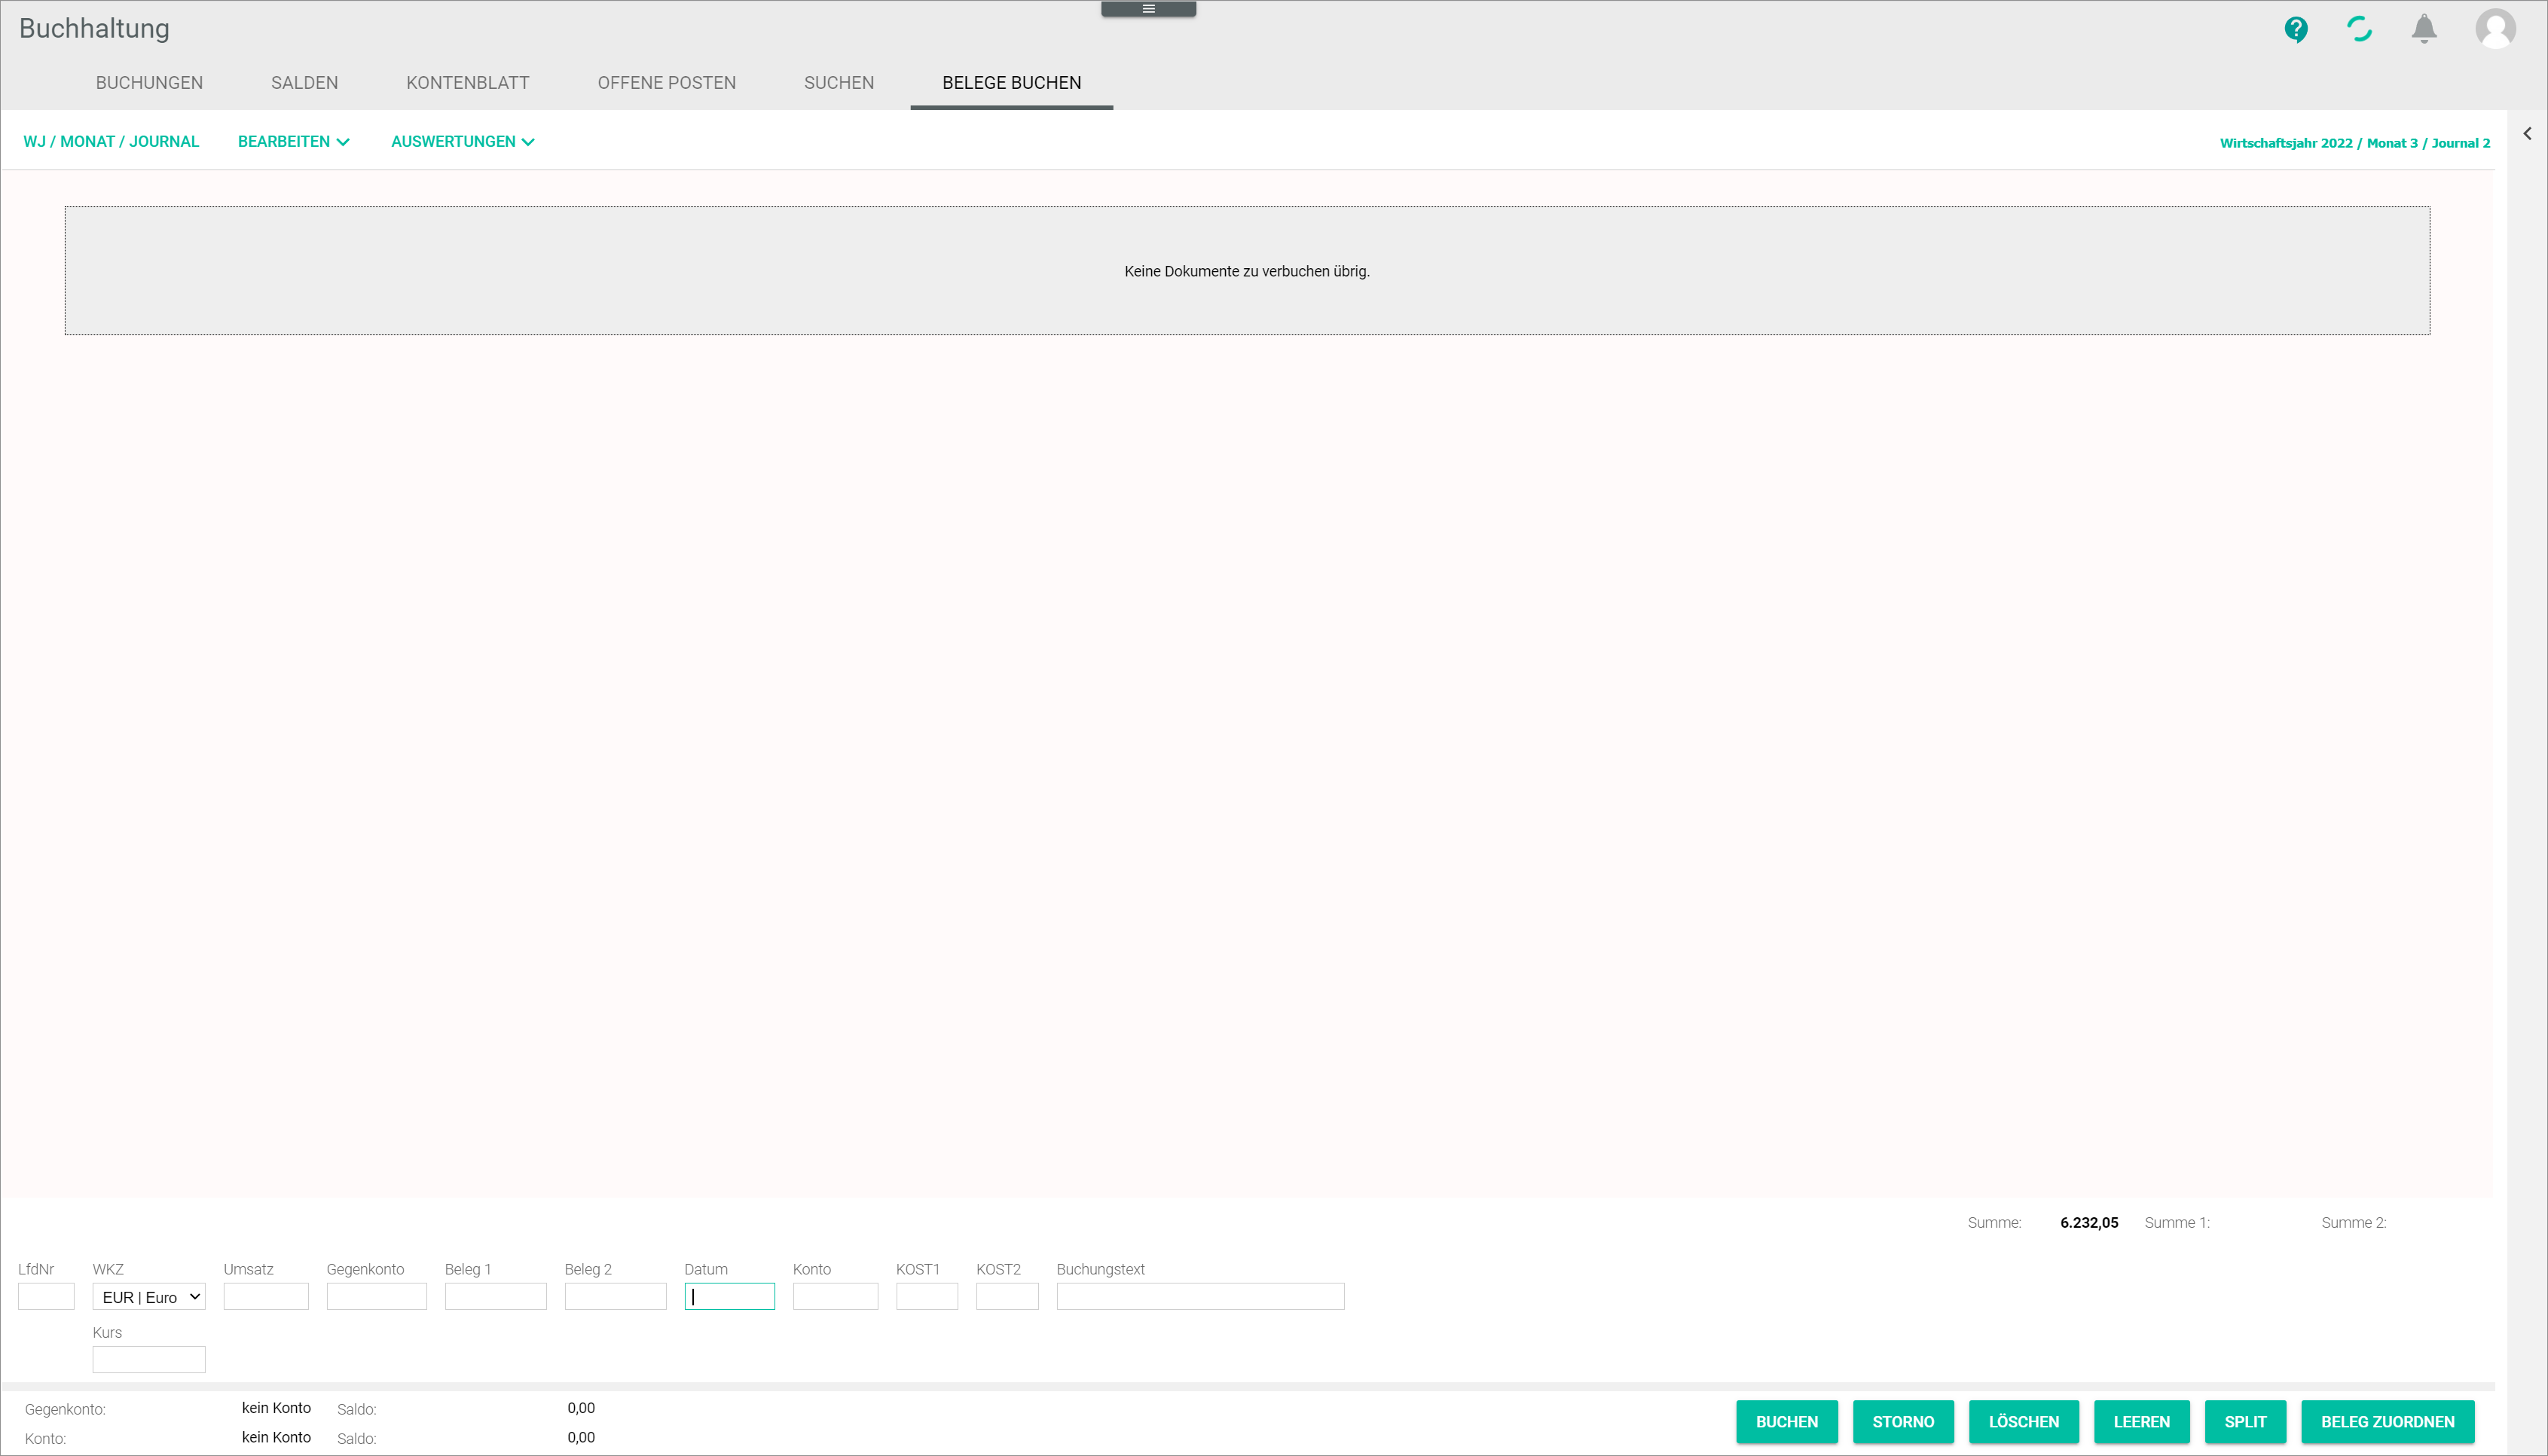 Buchhaltung
BUCHUNGEN SALDEN KONTENBLATT OFFENE POSTEN SUCHEN BELEGE BUCHEN
WJ / MONAT / JOURNAL BEARBEITEN AUSWERTUNGEN Wirtschaftsjahr 2022 / Monat 3 / Journal 2
Keine Dokumente zu verbuchen übrig.
Summe: 6.232,05 Summe 1: Summe 2:
LfdNr WKZ Umsatz Gegenkonto Beleg 1 Beleg 2 Datum Konto KOST1 KOST2 Buchungstext
EUR | Euro
Kurs
Gegenkonto: kein Konto Saldo: 0,00
Konto: kein Konto Saldo: 0,00
BUCHEN STORNO LÖSCHEN LEEREN SPLIT BELEG ZUORDNEN